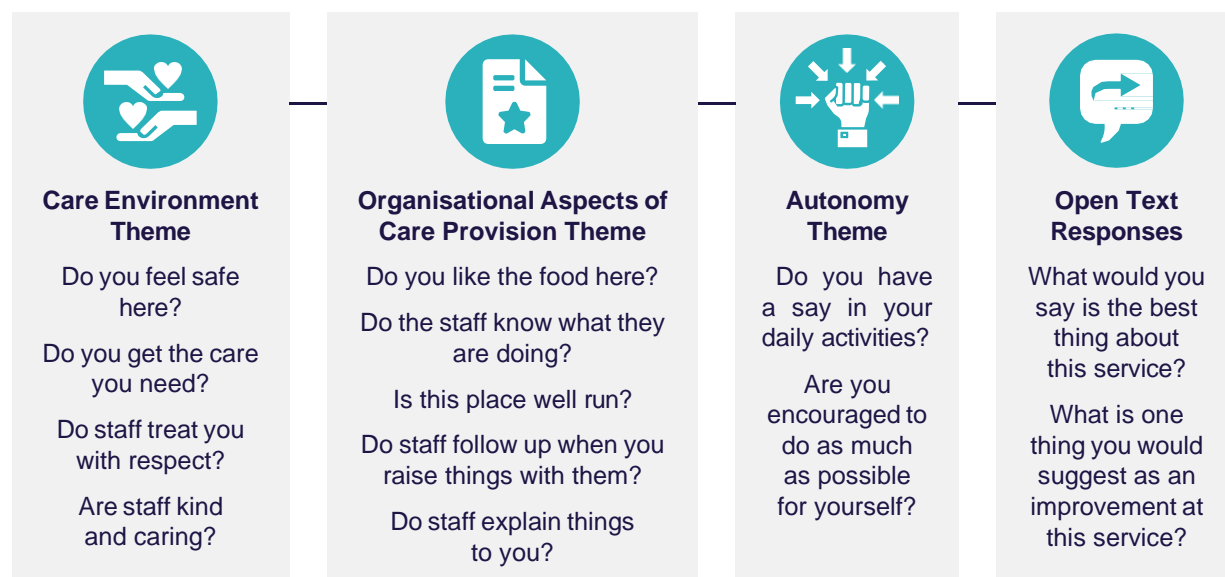 Care Environment
Theme
Do you feel safe
here?
Do you get the care
you need?
Do staff treat you
with respect?
Are staff kind
and caring?
Organisational Aspects of
Care Provision Theme
Do you like the food here?
Do the staff know what they
are doing?
Is this place well run?
Do staff follow up when you
raise things with them?
Do staff explain things
to you?
Autonomy
Theme
Do you have
a say in your
daily activities?
Are you
encouraged to
do as much
as possible
for yourself?
Open Text
Responses
What would you
say is the best
thing about
this service?
What is one
thing you would
suggest as an
improvement at
this service?